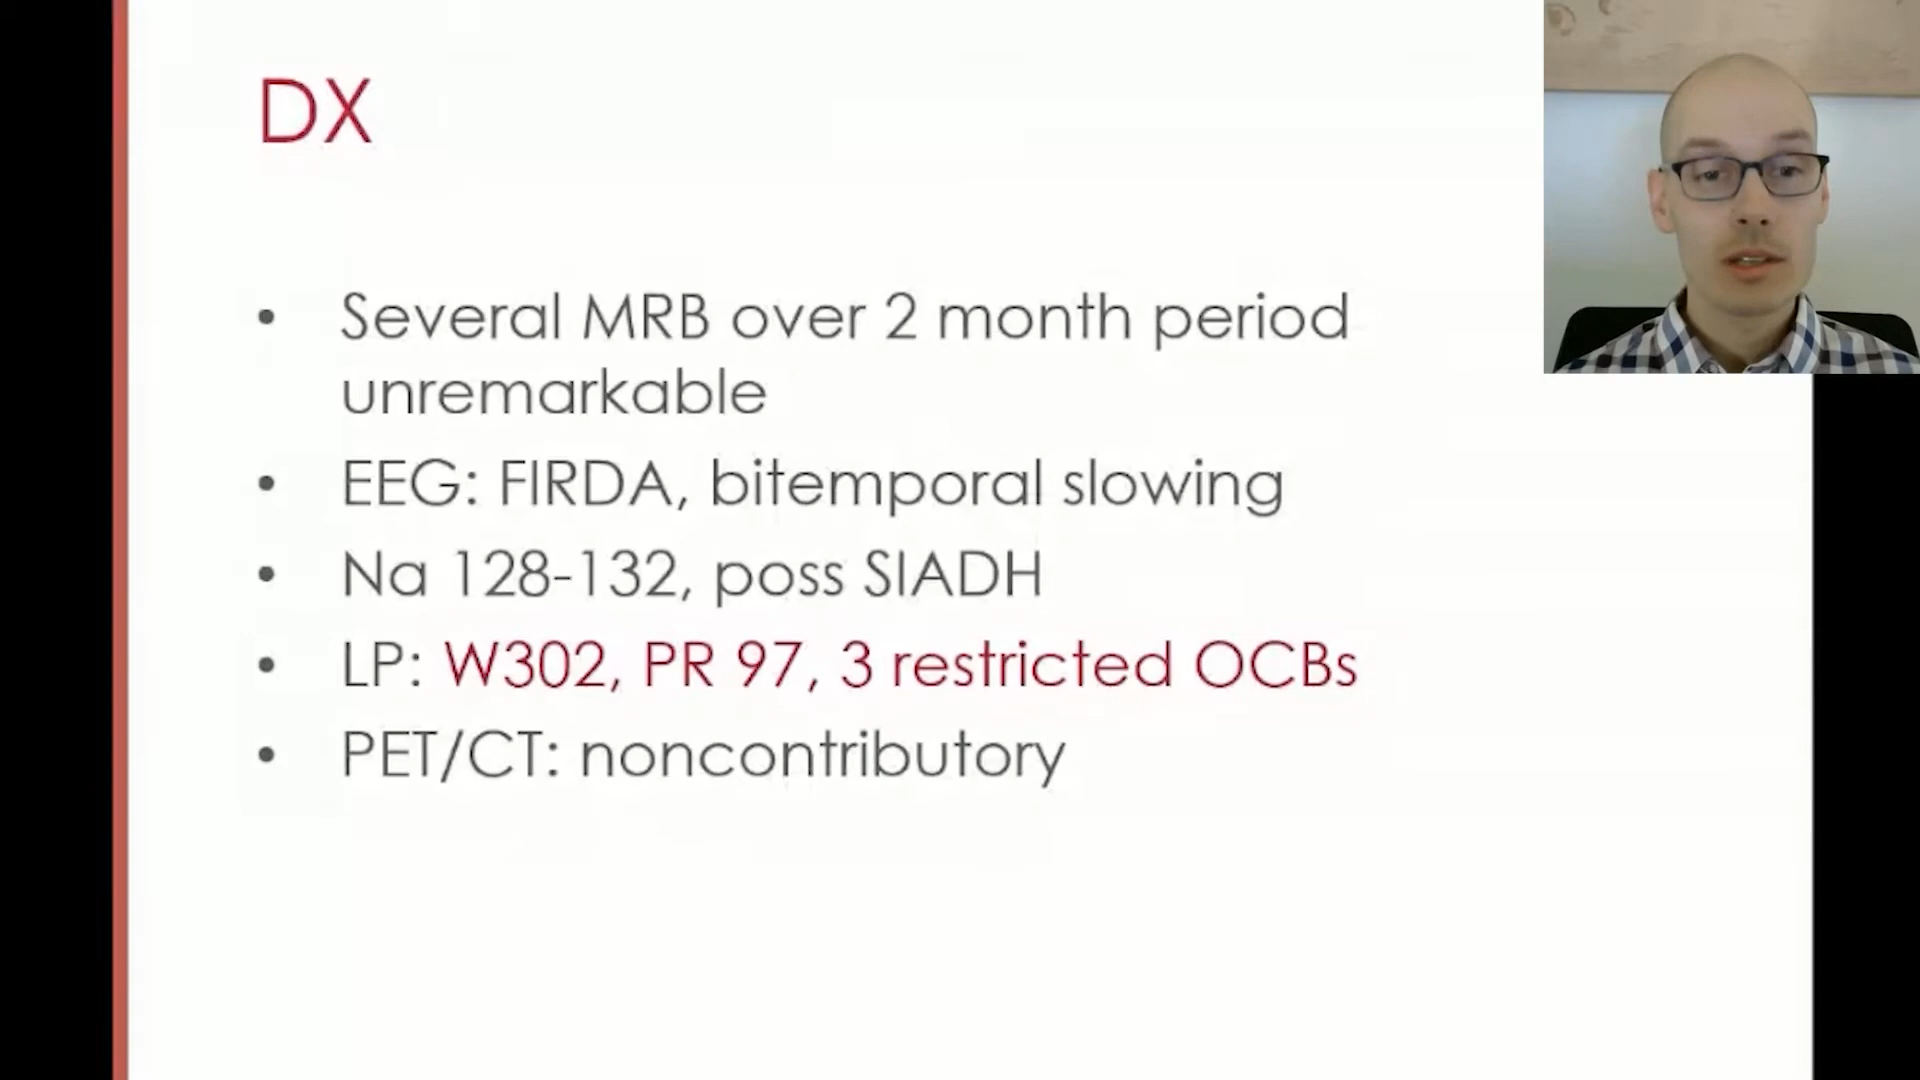 DX
• Several MRB over 2 month period
unremarkable
• EEG: FIRDA, bitemporal slowing
• Na 128-132, poss SIADH
• LP: W302, PR 97, 3 restricted OCBs
• PET/CT: noncontributory